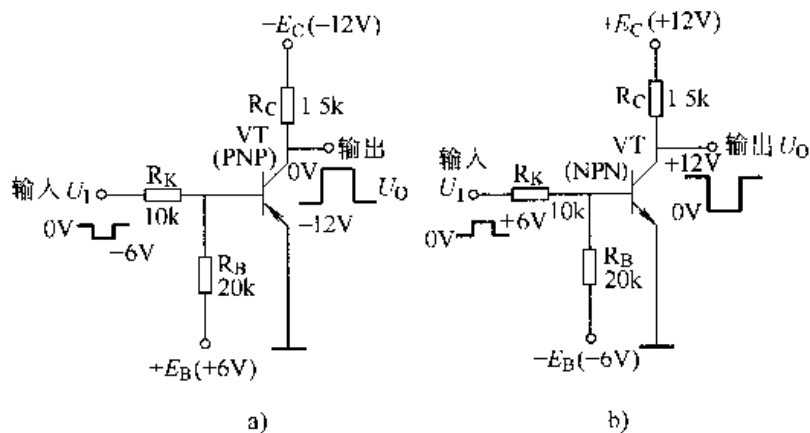 −E_C(−12V)
R_C 1 5k
VT
(PNP)
输出
0V
U_O
−12V
输入 U_I
R_K
10k
0V
−6V
R_B
20k
+E_B(+6V)
a)
+E_C(+12V)
R_C 1 5k
VT
(NPN)
输出 U_O
+12V
0V
输入
U_I
R_K
10k
+6V
0V
R_B
20k
−E_B(−6V)
b)